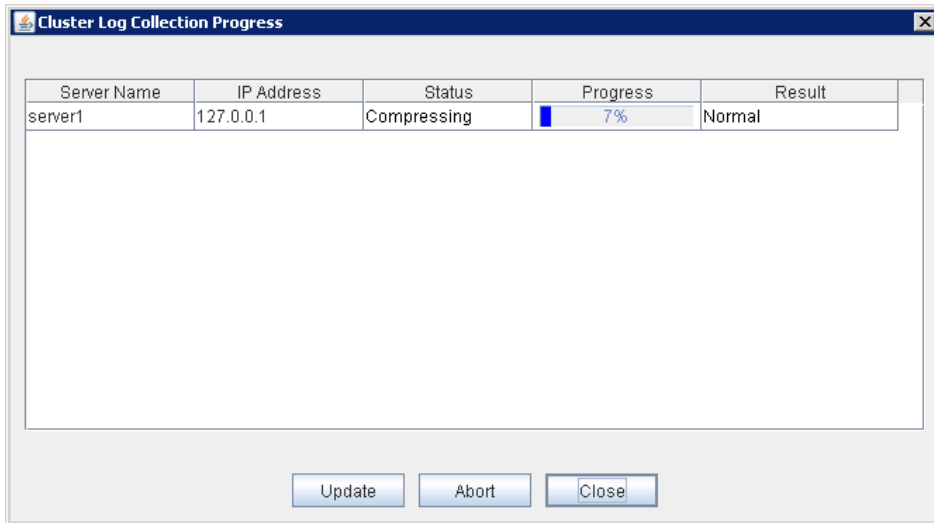 Cluster Log Collection Progress
Server Name IP Address Status Progress Result
server1 127.0.0.1 Compressing 7% Normal
Update Abort Close